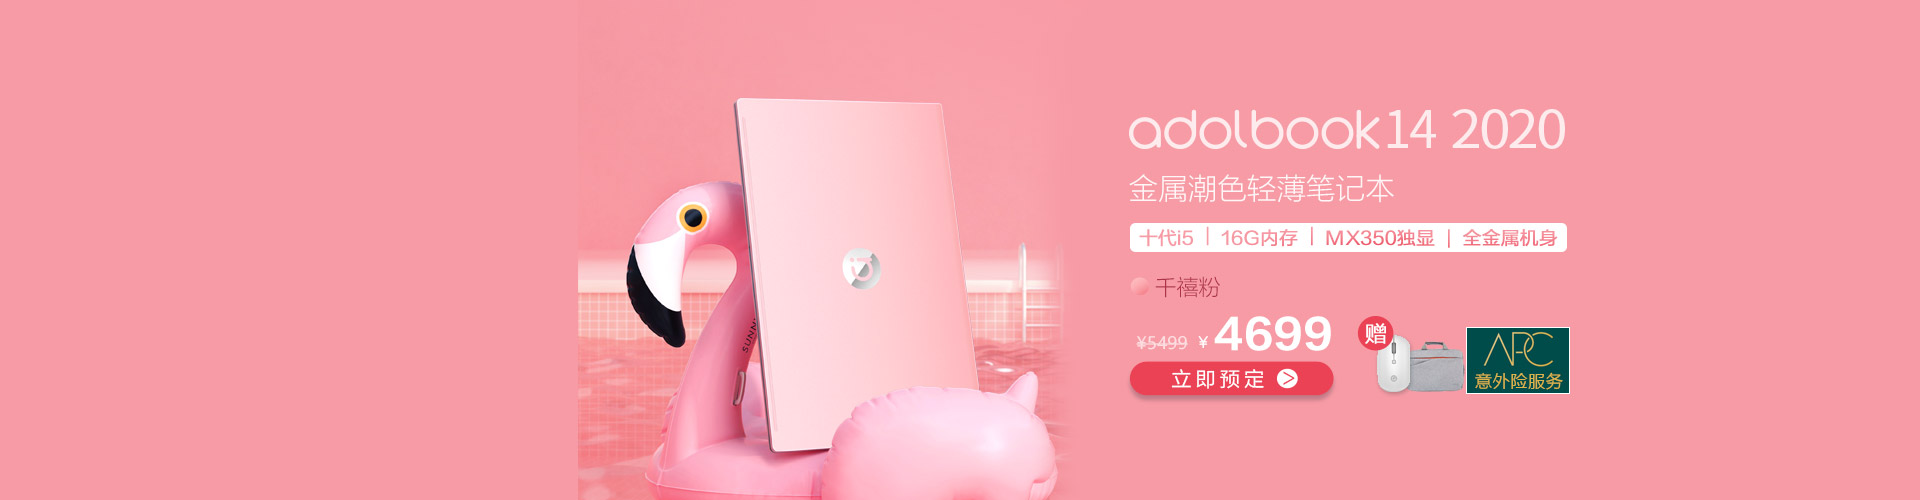 adolbook14 2020
金属潮色轻薄笔记本
十代i5 | 16G内存 | MX350独显 | 全金属机身
千禧粉
¥5499 ¥4699
立即预定 >
赠
APC
意外险服务
SUNN